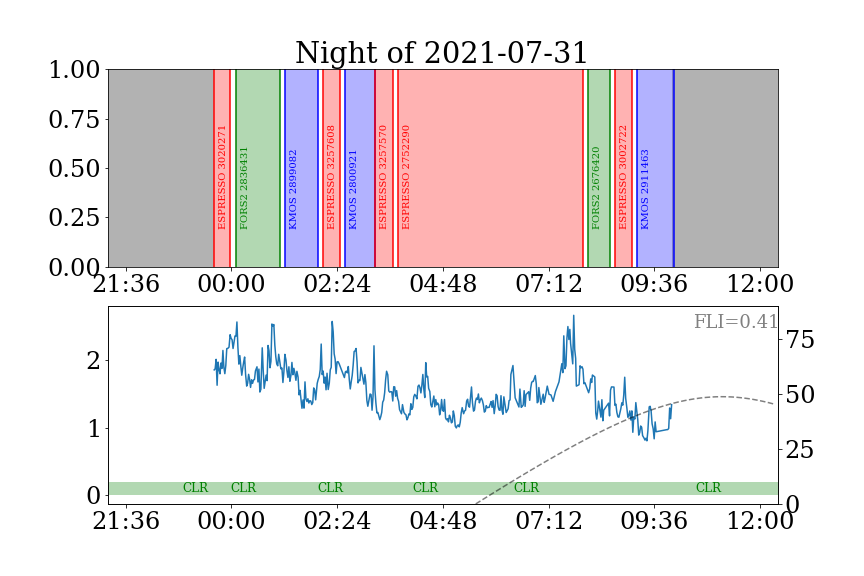 Night of 2021-07-31
1.00
0.75
0.50
0.25
0.00
ESPRESSO 3020271
FORS2 2836431
KMOS 2899082
ESPRESSO 3257608
KMOS 2800921
ESPRESSO 3257570
ESPRESSO 2752290
FORS2 2676420
ESPRESSO 3002722
KMOS 2911463
21:36 00:00 02:24 04:48 07:12 09:36 12:00
FLI=0.41
2
1
0
75
50
25
0
CLR CLR CLR CLR CLR CLR
21:36 00:00 02:24 04:48 07:12 09:36 12:00